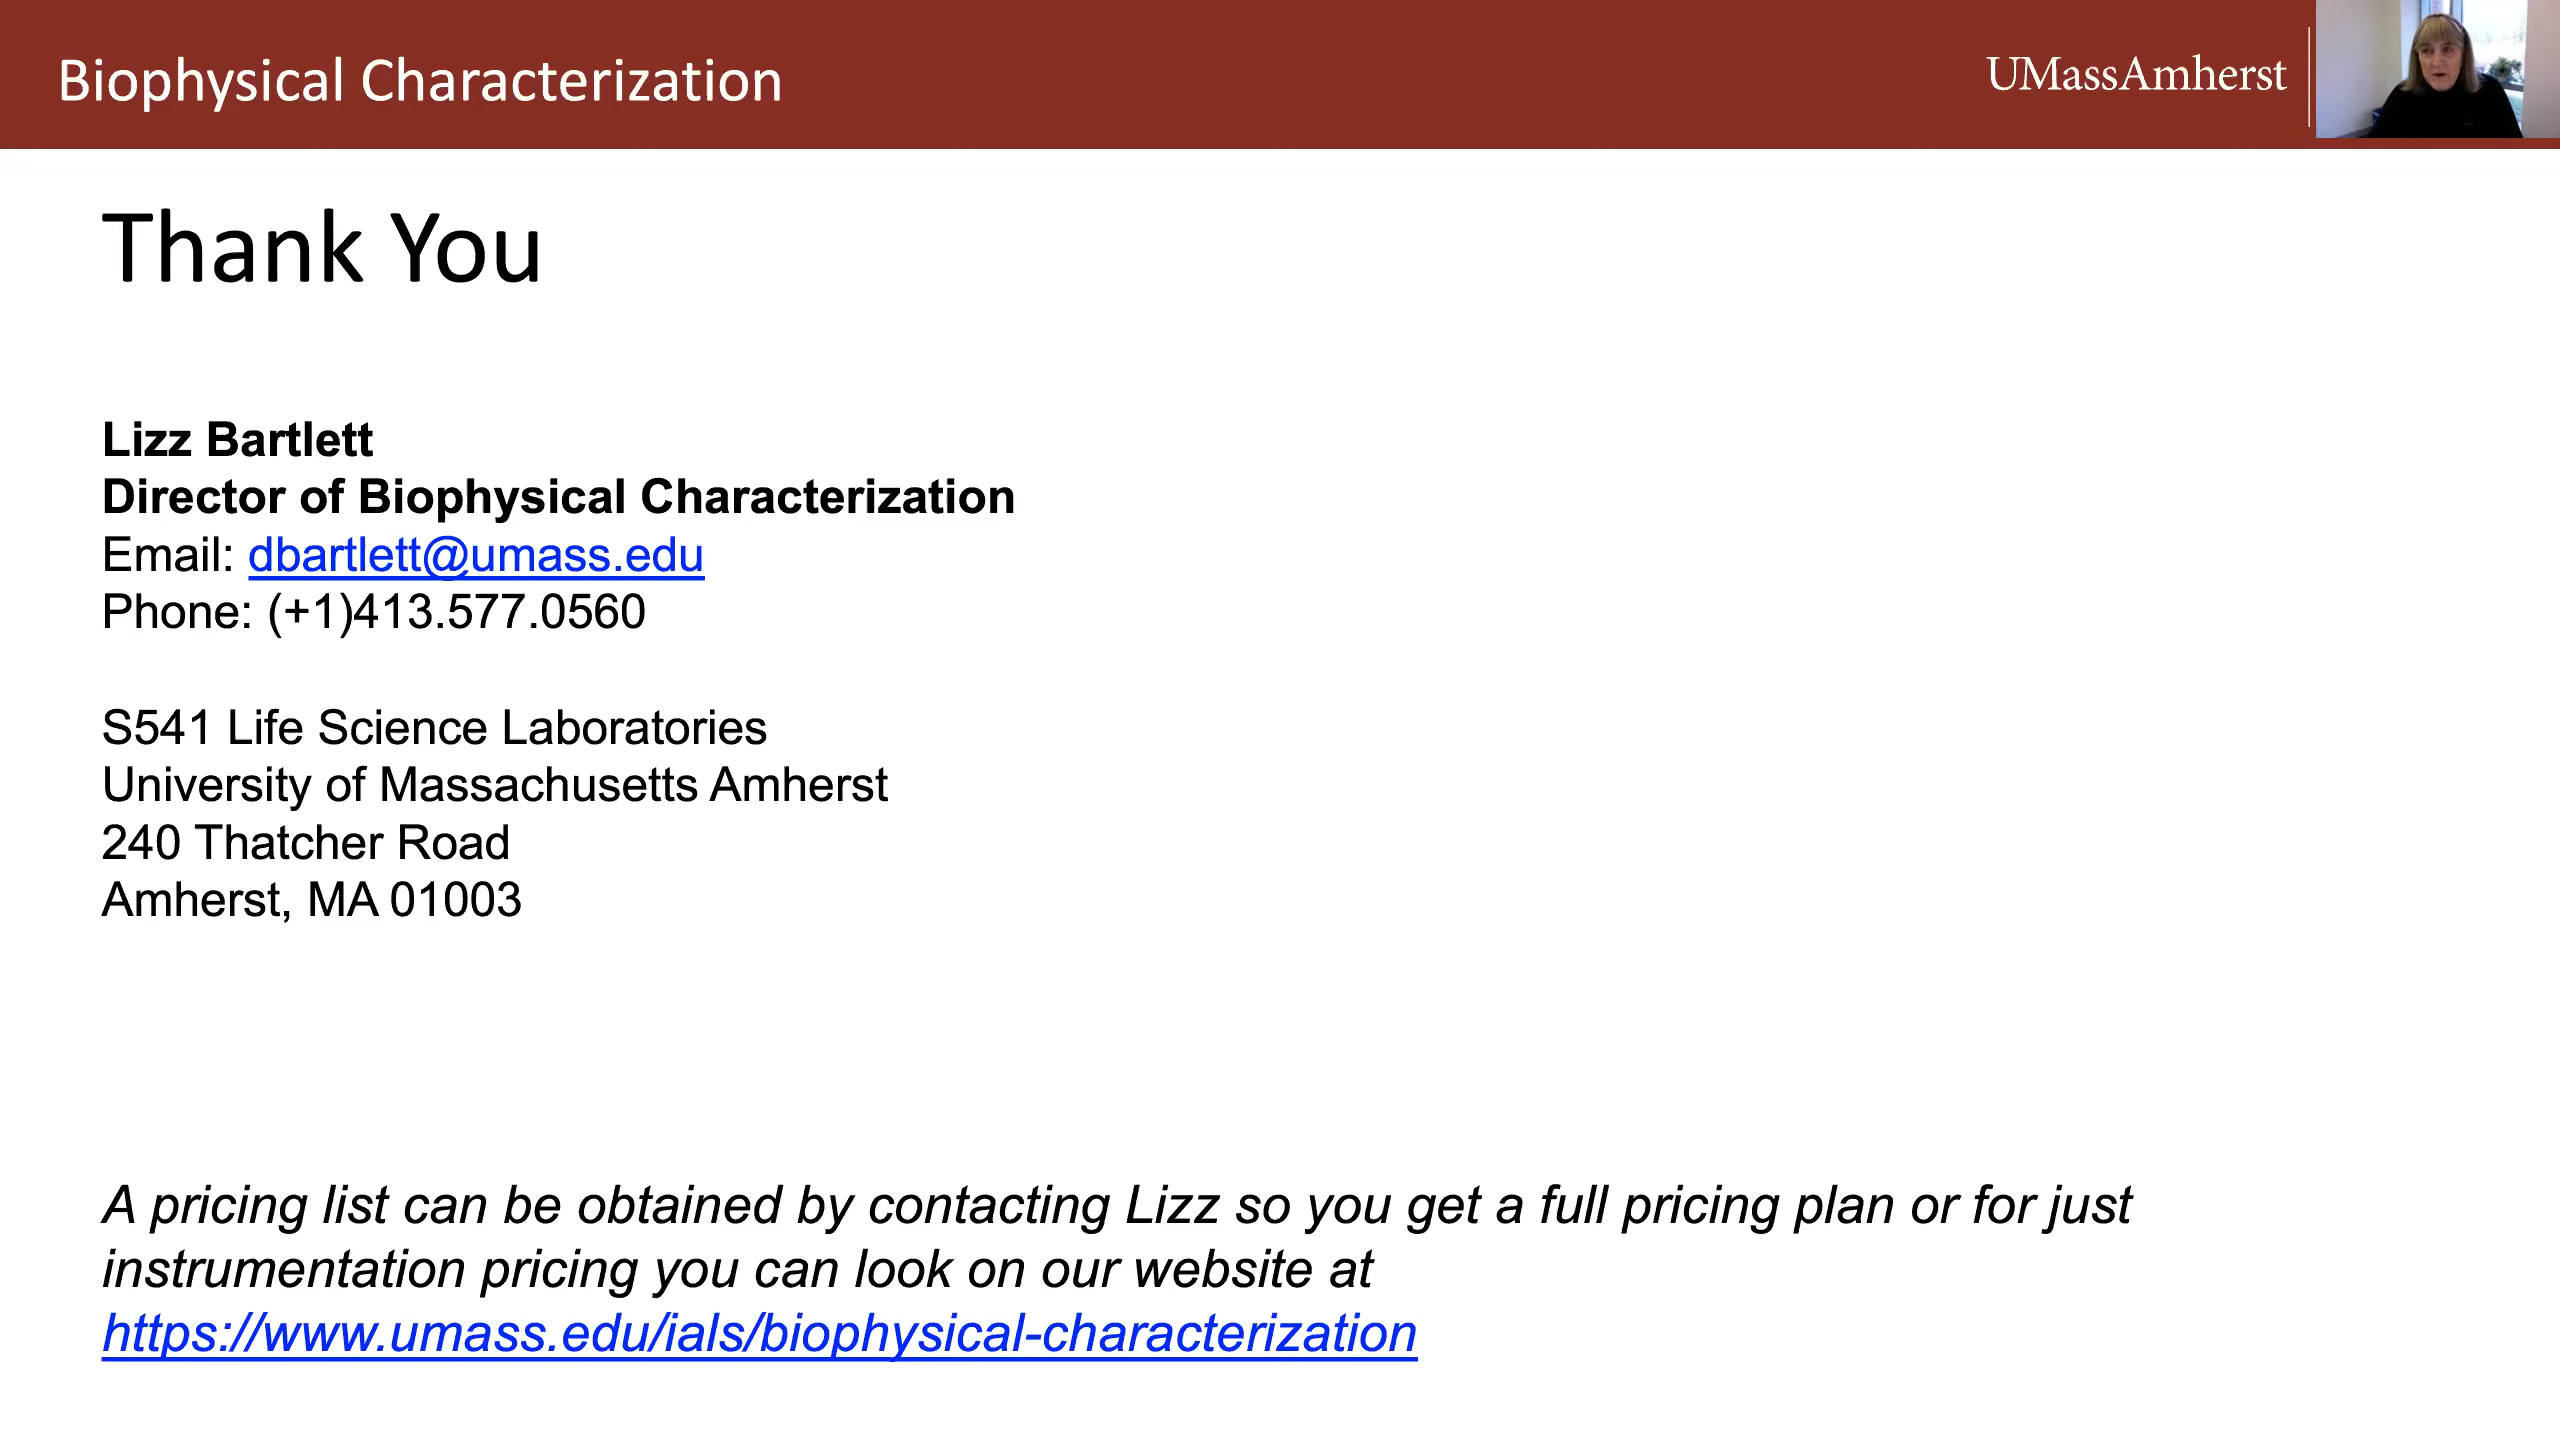 Biophysical Characterization
UMassAmherst
Thank You
Lizz Bartlett
Director of Biophysical Characterization
Email: dbartlett@umass.edu
Phone: (+1)413.577.0560
S541 Life Science Laboratories
University of Massachusetts Amherst
240 Thatcher Road
Amherst, MA 01003
A pricing list can be obtained by contacting Lizz so you get a full pricing plan or for just
instrumentation pricing you can look on our website at
https://www.umass.edu/ials/biophysical-characterization